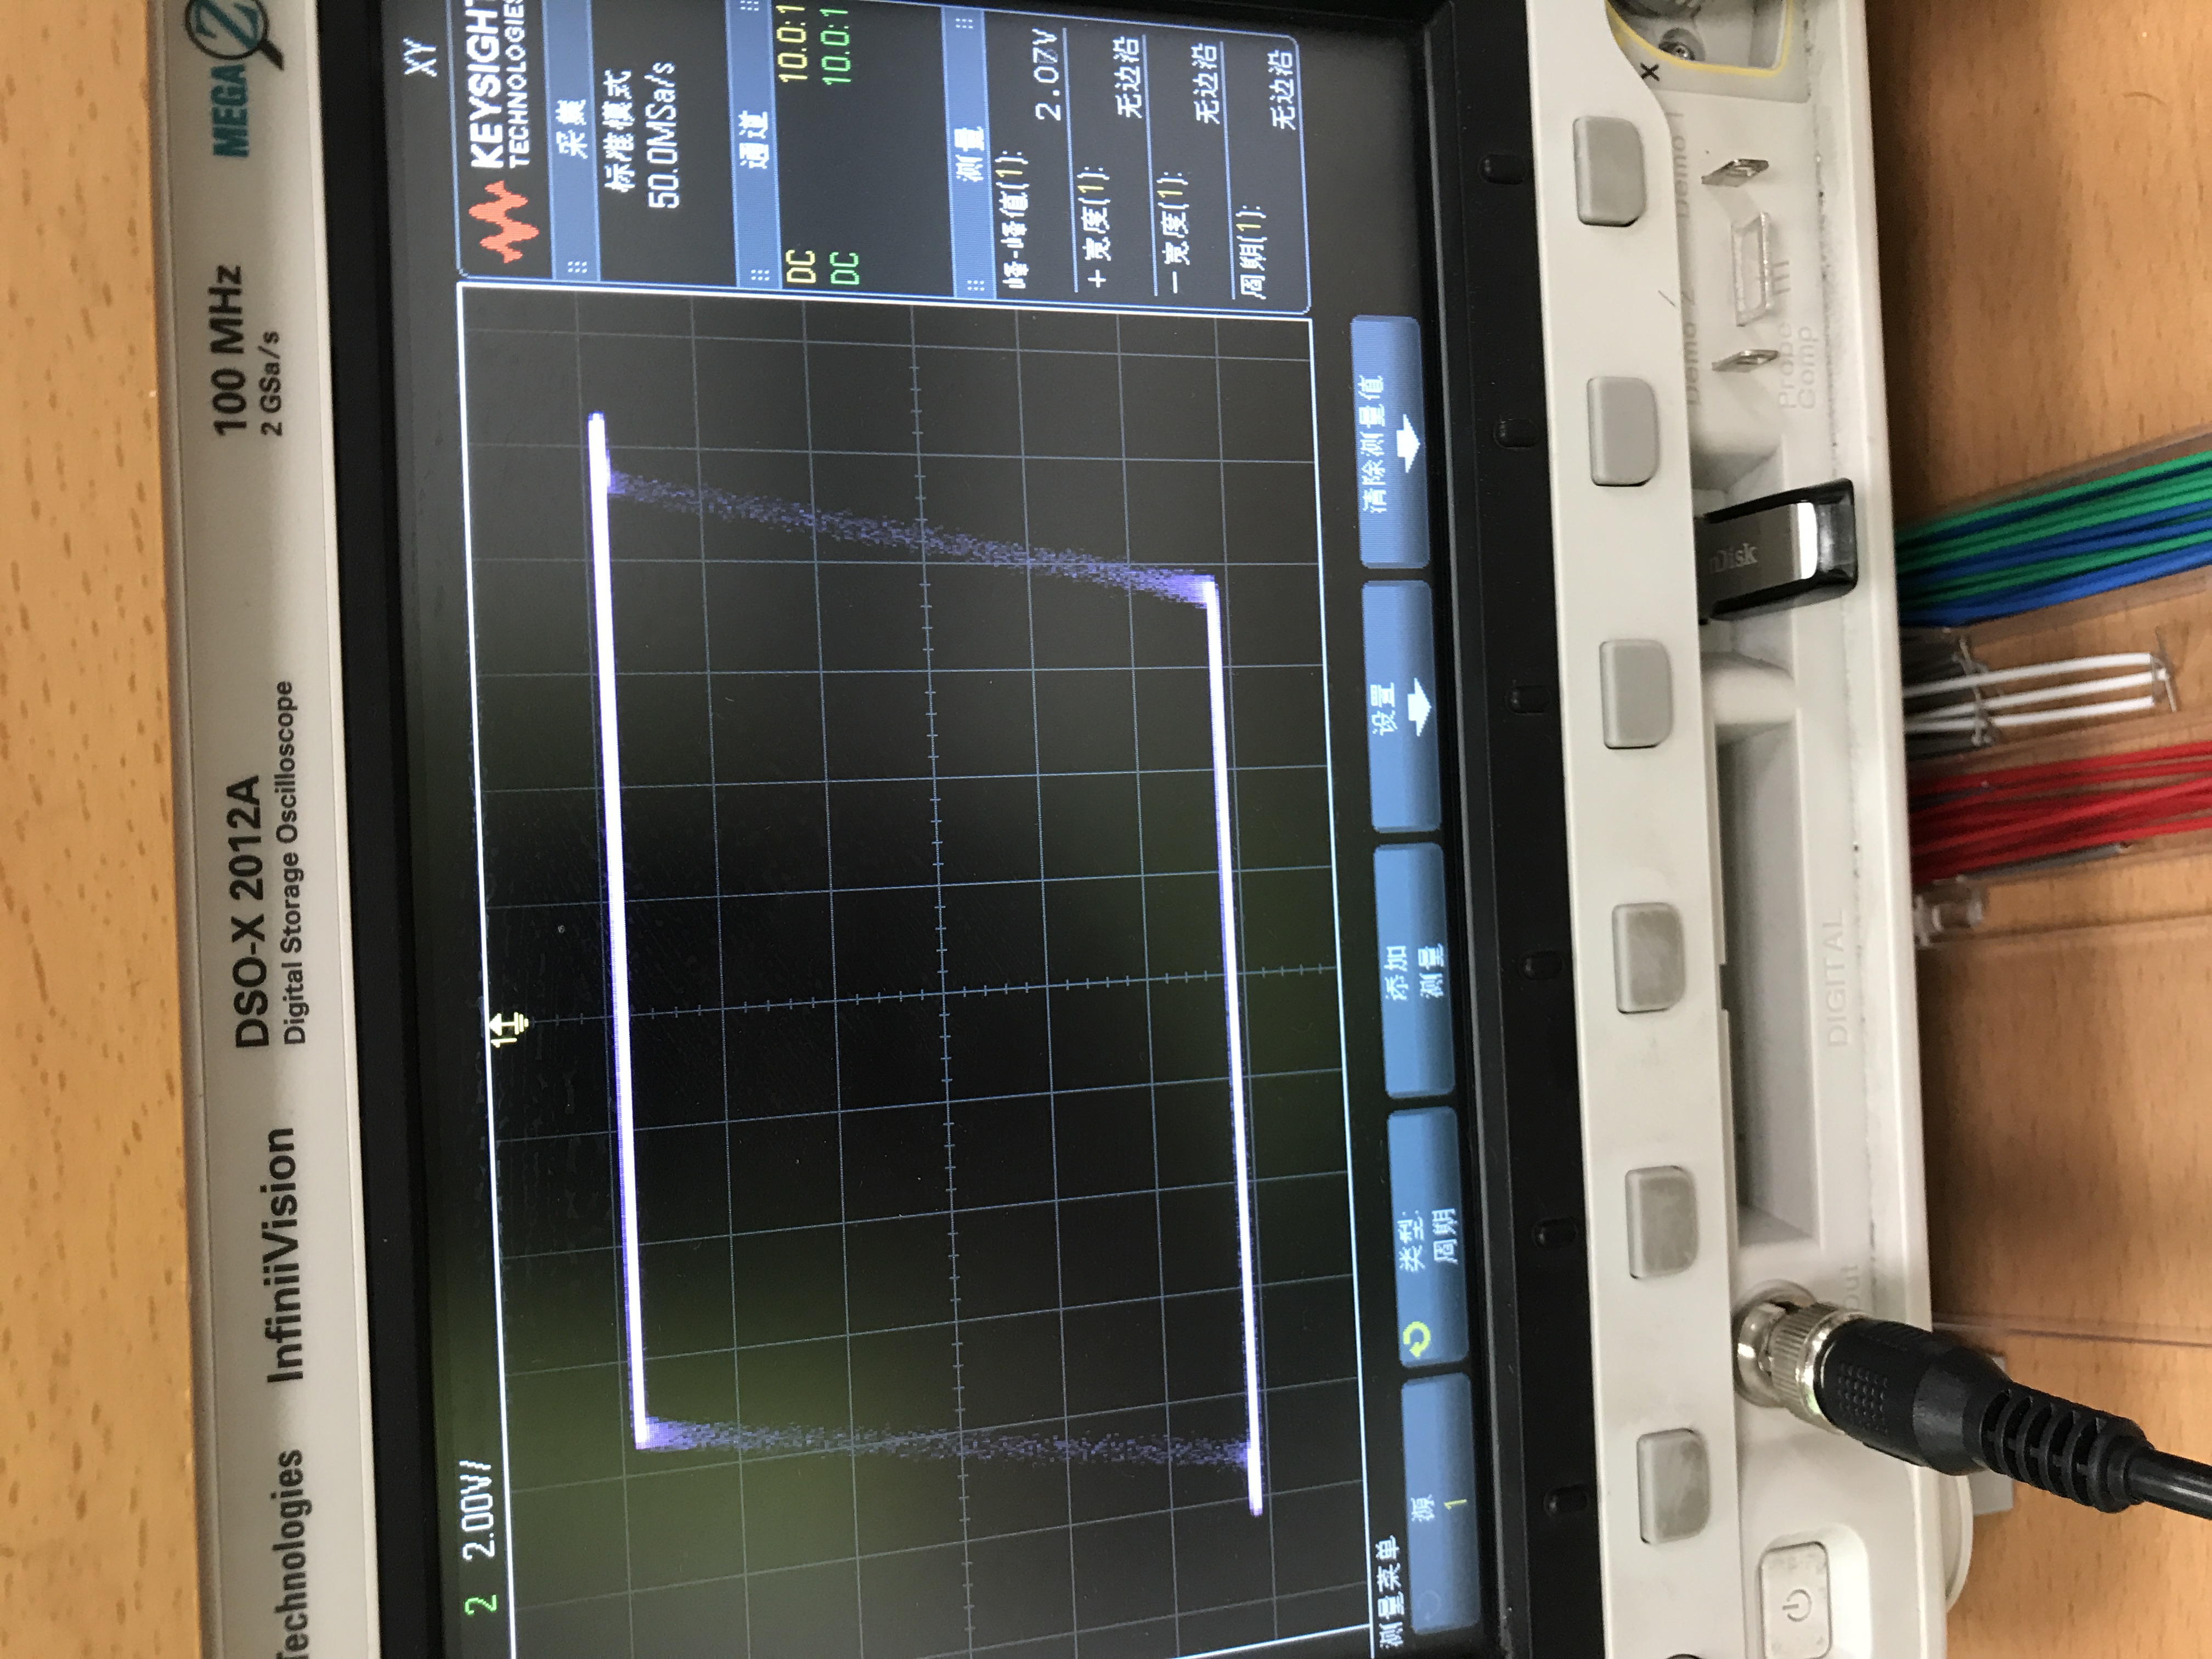 Technologies InfiniiVision DSO-X 2012A 100 MHz MEGA Z
Digital Storage Oscilloscope 2 GSa/s
XY
2 2.00V/
1
KEYSIGHT
TECHNOLOGIES
采集
标准模式
50.0MSa/s
通道
DC 10.0:1
DC 10.0:1
测量
峰-峰值(1):
2.07V
+宽度(1):
无边沿
-宽度(1):
无边沿
周期(1):
无边沿
测量菜单
源
1
类型:
周期
添加
测量
设置
清除测量值
X
Demo 2
Demo 1
Probe
Comp
DIGITAL
out